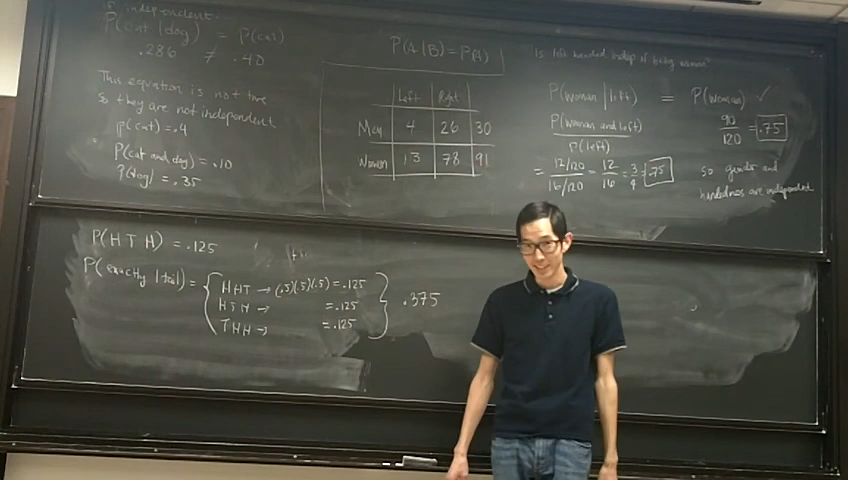 independent.
P(cat | dog) = P(cat)
.286 ≠ .40
This equation is not true
so they are not independent
P(cat) = .4
P(cat and dog) = .10
P(dog) = .35
P(A | B) = P(A)
Left Right
Men 4 26 30
Women 13 78 91
Is left handed indep of being woman?
P(woman | left) = P(woman) ✓
P(woman and left)
P(left)
90
120 = .75
= 12/120
16/120 = 12
16 = 3
4 = .75
so gender and
handedness are independent
P(H T H) = .125
P(exactly 1 tail) = { HHT → (.5)(.5)(.5) = .125
HTH → = .125
THH → = .125 } .375